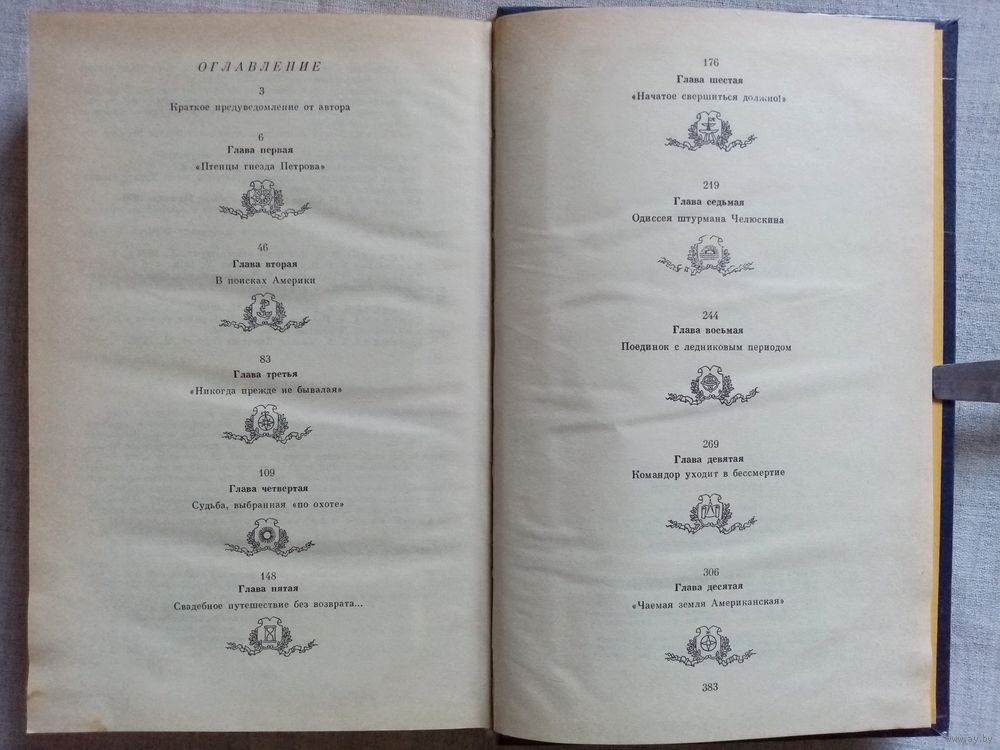 ОГЛАВЛЕНИЕ
3
Краткое предуведомление от автора
6
Глава первая
«Птенцы гнезда Петрова»
46
Глава вторая
В поисках Америки
83
Глава третья
«Никогда прежде не бывалая»
109
Глава четвертая
Судьба, выбранная «по охоте»
148
Глава пятая
Свадебное путешествие без возврата...
176
Глава шестая
«Начатое свершиться должно!»
219
Глава седьмая
Одиссея штурмана Челюскина
244
Глава восьмая
Поединок с ледниковым периодом
269
Глава девятая
Командор уходит в бессмертие
306
Глава десятая
«Чаемая земля Американская»
383
www.ay.by